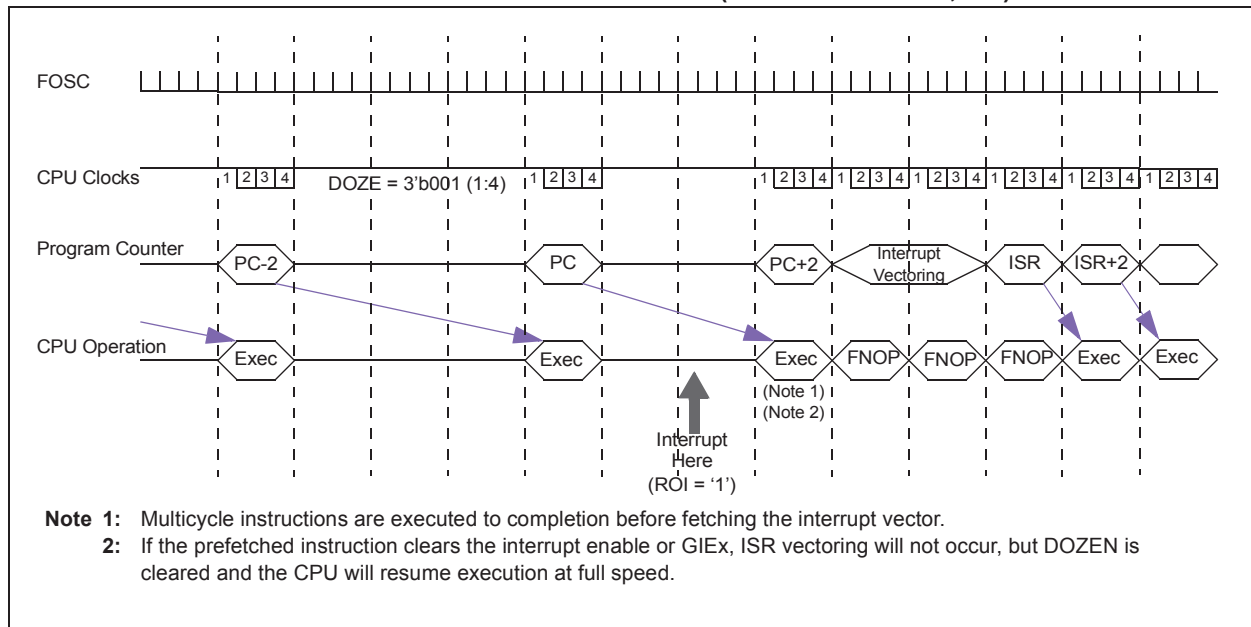 FOSC
CPU Clocks
1 2 3 4 DOZE = 3'b001 (1:4) 1 2 3 4 1 2 3 4 1 2 3 4 1 2 3 4 1 2 3 4 1 2 3 4 1 2 3 4
Program Counter
PC-2 PC PC+2 Interrupt Vectoring ISR ISR+2
CPU Operation
Exec Exec Exec FNOP FNOP FNOP Exec Exec
(Note 1)
(Note 2)
Interrupt
Here
(ROI = ‘1’)
Note 1: Multicycle instructions are executed to completion before fetching the interrupt vector.
2: If the prefetched instruction clears the interrupt enable or GIEx, ISR vectoring will not occur, but DOZEN is
cleared and the CPU will resume execution at full speed.